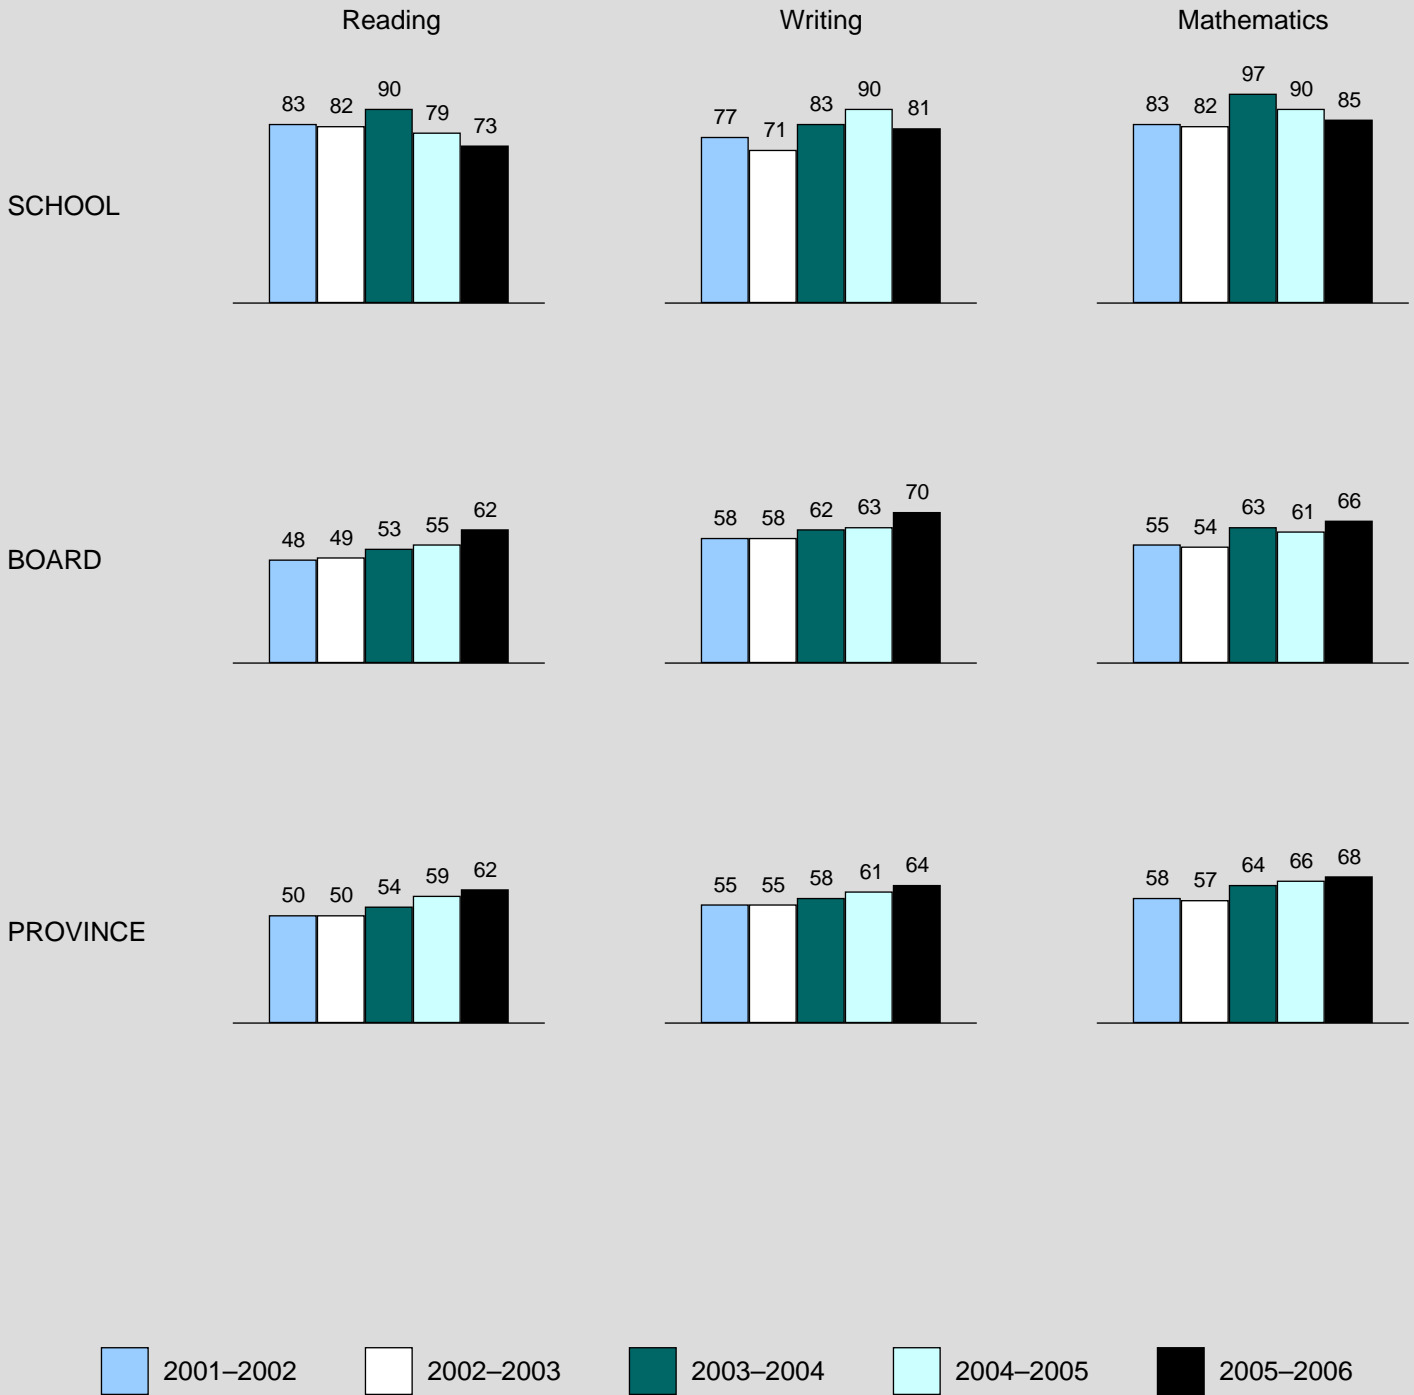 Reading Writing Mathematics
SCHOOL
83 82 90 79 73
77 71 83 90 81
83 82 97 90 85
BOARD
48 49 53 55 62
58 58 62 63 70
55 54 63 61 66
PROVINCE
50 50 54 59 62
55 55 58 61 64
58 57 64 66 68
2001–2002 2002–2003 2003–2004 2004–2005 2005–2006